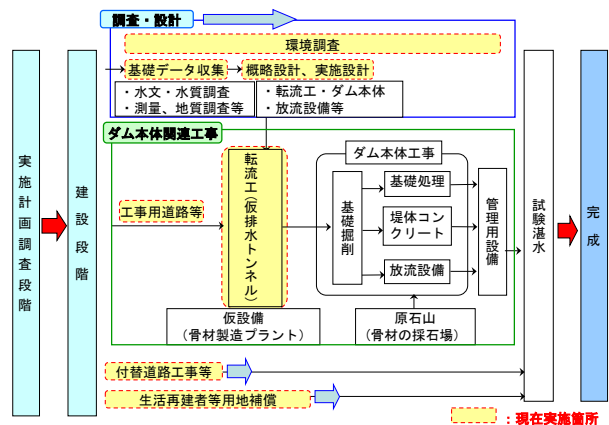 調査・設計
環境調査
基礎データ収集
概略設計、実施設計
・水文・水質調査
・測量、地質調査等
・転流工・ダム本体
・放流設備等
ダム本体関連工事
実施計画調査段階
建設段階
工事用道路等
転流工（仮排水トンネル）
ダム本体工事
基礎掘削
基礎処理
堤体コン
クリート
放流設備
管理用設備
試験湛水
完成
仮設備
（骨材製造プラント）
原石山
（骨材の採石場）
付替道路工事等
生活再建者等用地補償
：現在実施箇所